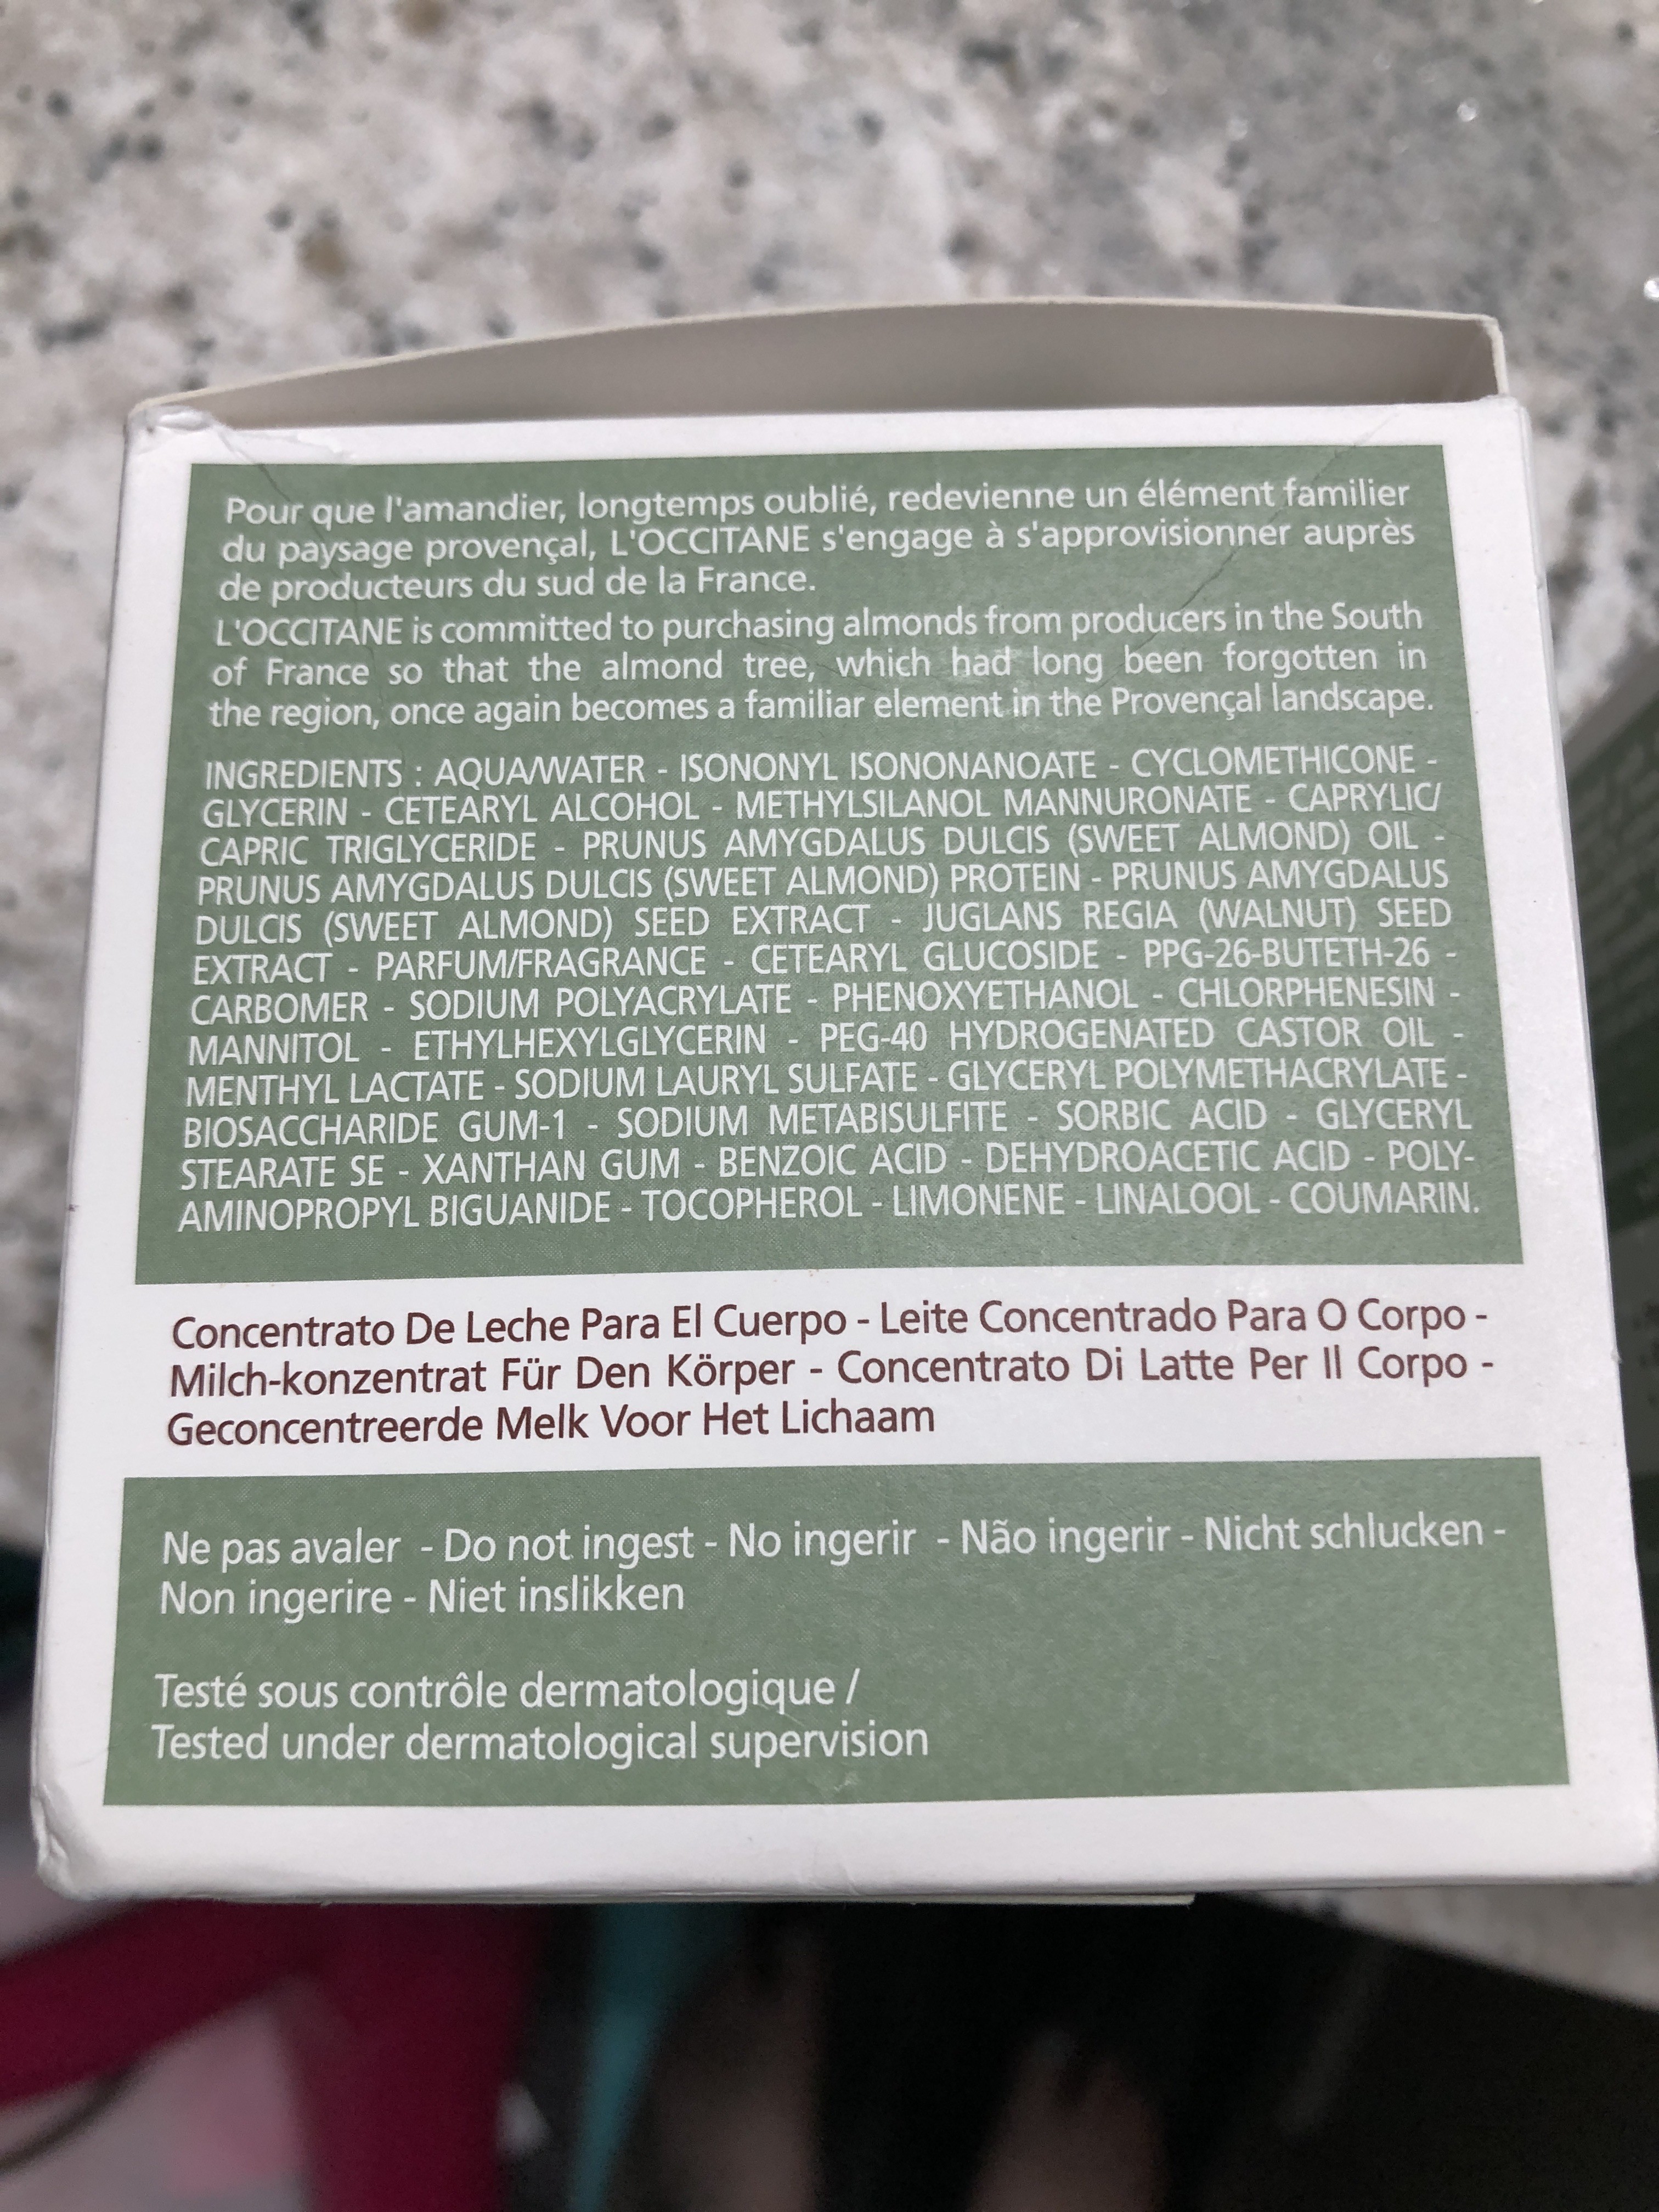 Pour que l'amandier, longtemps oublié, redevienne un élément familier
du paysage provençal, L'OCCITANE s'engage à s'approvisionner auprès
de producteurs du sud de la France.
L'OCCITANE is committed to purchasing almonds from producers in the South
of France so that the almond tree, which had long been forgotten in
the region, once again becomes a familiar element in the Provençal landscape.
INGREDIENTS : AQUA/WATER - ISONONYL ISONONANOATE - CYCLOMETHICONE -
GLYCERIN - CETEARYL ALCOHOL - METHYLSILANOL MANNURONATE - CAPRYLIC/
CAPRIC TRIGLYCERIDE - PRUNUS AMYGDALUS DULCIS (SWEET ALMOND) OIL -
PRUNUS AMYGDALUS DULCIS (SWEET ALMOND) PROTEIN - PRUNUS AMYGDALUS
DULCIS (SWEET ALMOND) SEED EXTRACT - JUGLANS REGIA (WALNUT) SEED
EXTRACT - PARFUM/FRAGRANCE - CETEARYL GLUCOSIDE - PPG-26-BUTETH-26 -
CARBOMER - SODIUM POLYACRYLATE - PHENOXYETHANOL - CHLORPHENESIN -
MANNITOL - ETHYLHEXYLGLYCERIN - PEG-40 HYDROGENATED CASTOR OIL -
MENTHYL LACTATE - SODIUM LAURYL SULFATE - GLYCERYL POLYMETHACRYLATE -
BIOSACCHARIDE GUM-1 - SODIUM METABISULFITE - SORBIC ACID - GLYCERYL
STEARATE SE - XANTHAN GUM - BENZOIC ACID - DEHYDROACETIC ACID - POLY-
AMINOPROPYL BIGUANIDE - TOCOPHEROL - LIMONENE - LINALOOL - COUMARIN.
Concentrato De Leche Para El Cuerpo - Leite Concentrado Para O Corpo -
Milch-konzentrat Für Den Körper - Concentrato Di Latte Per Il Corpo -
Geconcentreerde Melk Voor Het Lichaam
Ne pas avaler - Do not ingest - No ingerir - Não ingerir - Nicht schlucken -
Non ingerire - Niet inslikken
Testé sous contrôle dermatologique /
Tested under dermatological supervision